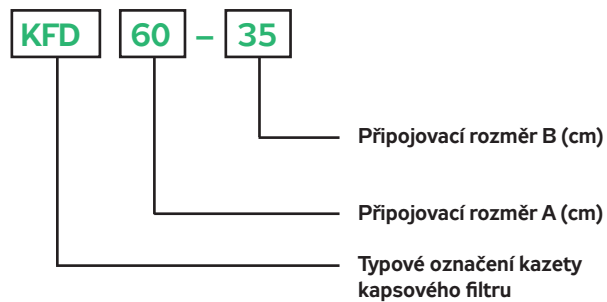 KFD 60 – 35
Připojovací rozměr B (cm)
Připojovací rozměr A (cm)
Typové označení kazety
kapsového filtru